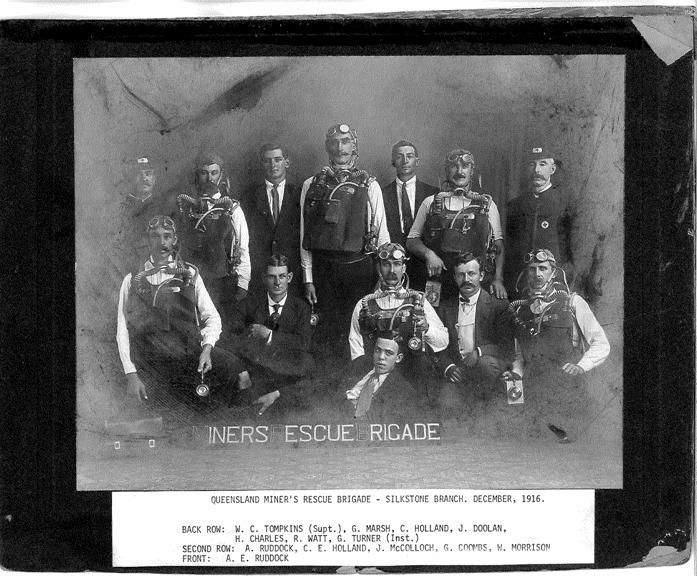 INERS ESCUE BRIGADE
QUEENSLAND MINER'S RESCUE BRIGADE - SILKSTONE BRANCH. DECEMBER, 1916.
BACK ROW: W. C. TOMPKINS (Supt.), G. MARSH, C. HOLLAND, J. DOOLAN,
H. CHARLES, R. WATT, G. TURNER (Inst.)
SECOND ROW: A. RUDDOCK, C. E. HOLLAND, J. McCOLLOCH, G. COOMBS, W. MORRISON
FRONT: A. E. RUDDOCK